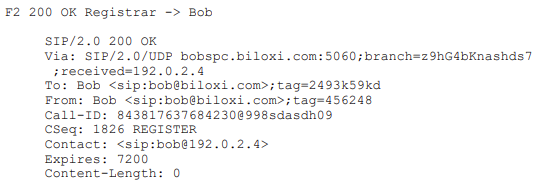 F2 200 OK Registrar -> Bob
SIP/2.0 200 OK
Via: SIP/2.0/UDP bobspc.biloxi.com:5060;branch=z9hG4bKnashds7
;received=192.0.2.4
To: Bob <sip:bob@biloxi.com>;tag=2493k59kd
From: Bob <sip:bob@biloxi.com>;tag=456248
Call-ID: 843817637684230@998sdasdh09
CSeq: 1826 REGISTER
Contact: <sip:bob@192.0.2.4>
Expires: 7200
Content-Length: 0